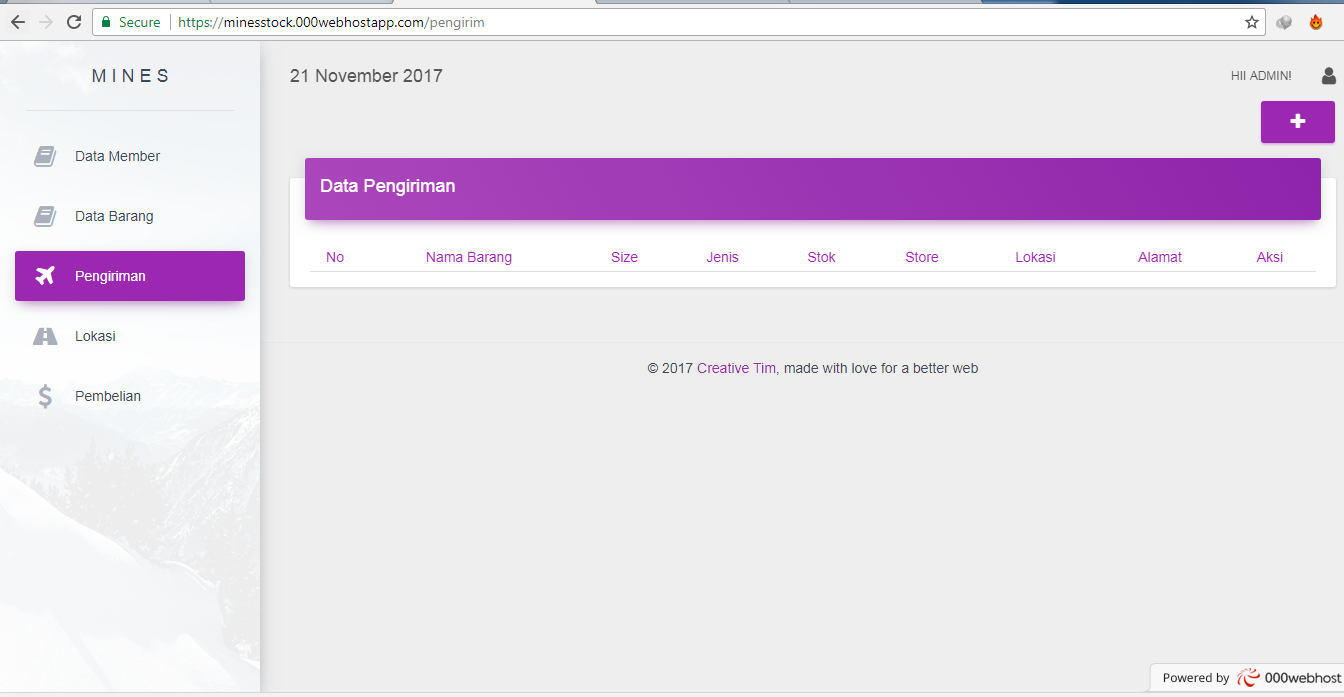 Secure https://minesstock.000webhostapp.com/pengirim
MINES
21 November 2017
HII ADMIN!
Data Member
Data Barang
Pengiriman
Lokasi
Pembelian
Data Pengiriman
No Nama Barang Size Jenis Stok Store Lokasi Alamat Aksi
© 2017 Creative Tim, made with love for a better web
Powered by 000webhost